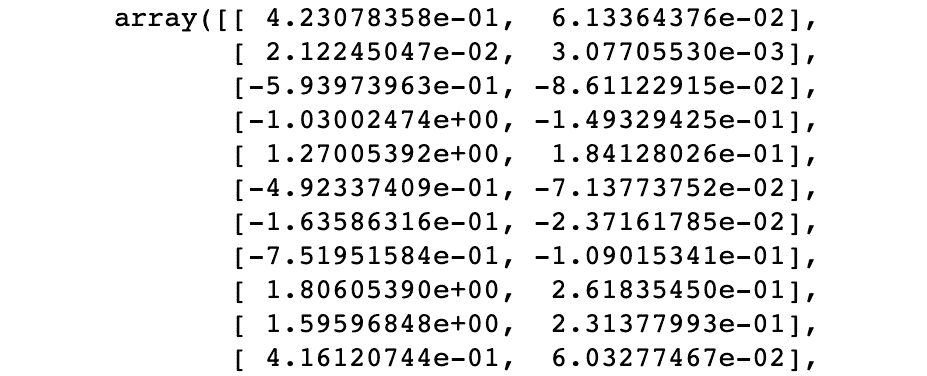 array([[ 4.23078358e-01,  6.13364376e-02],
       [ 2.12245047e-02,  3.07705530e-03],
       [-5.93973963e-01, -8.61122915e-02],
       [-1.03002474e+00, -1.49329425e-01],
       [ 1.27005392e+00,  1.84128026e-01],
       [-4.92337409e-01, -7.13773752e-02],
       [-1.63586316e-01, -2.37161785e-02],
       [-7.51951584e-01, -1.09015341e-01],
       [ 1.80605390e+00,  2.61835450e-01],
       [ 1.59596848e+00,  2.31377993e-01],
       [ 4.16120744e-01,  6.03277467e-02],